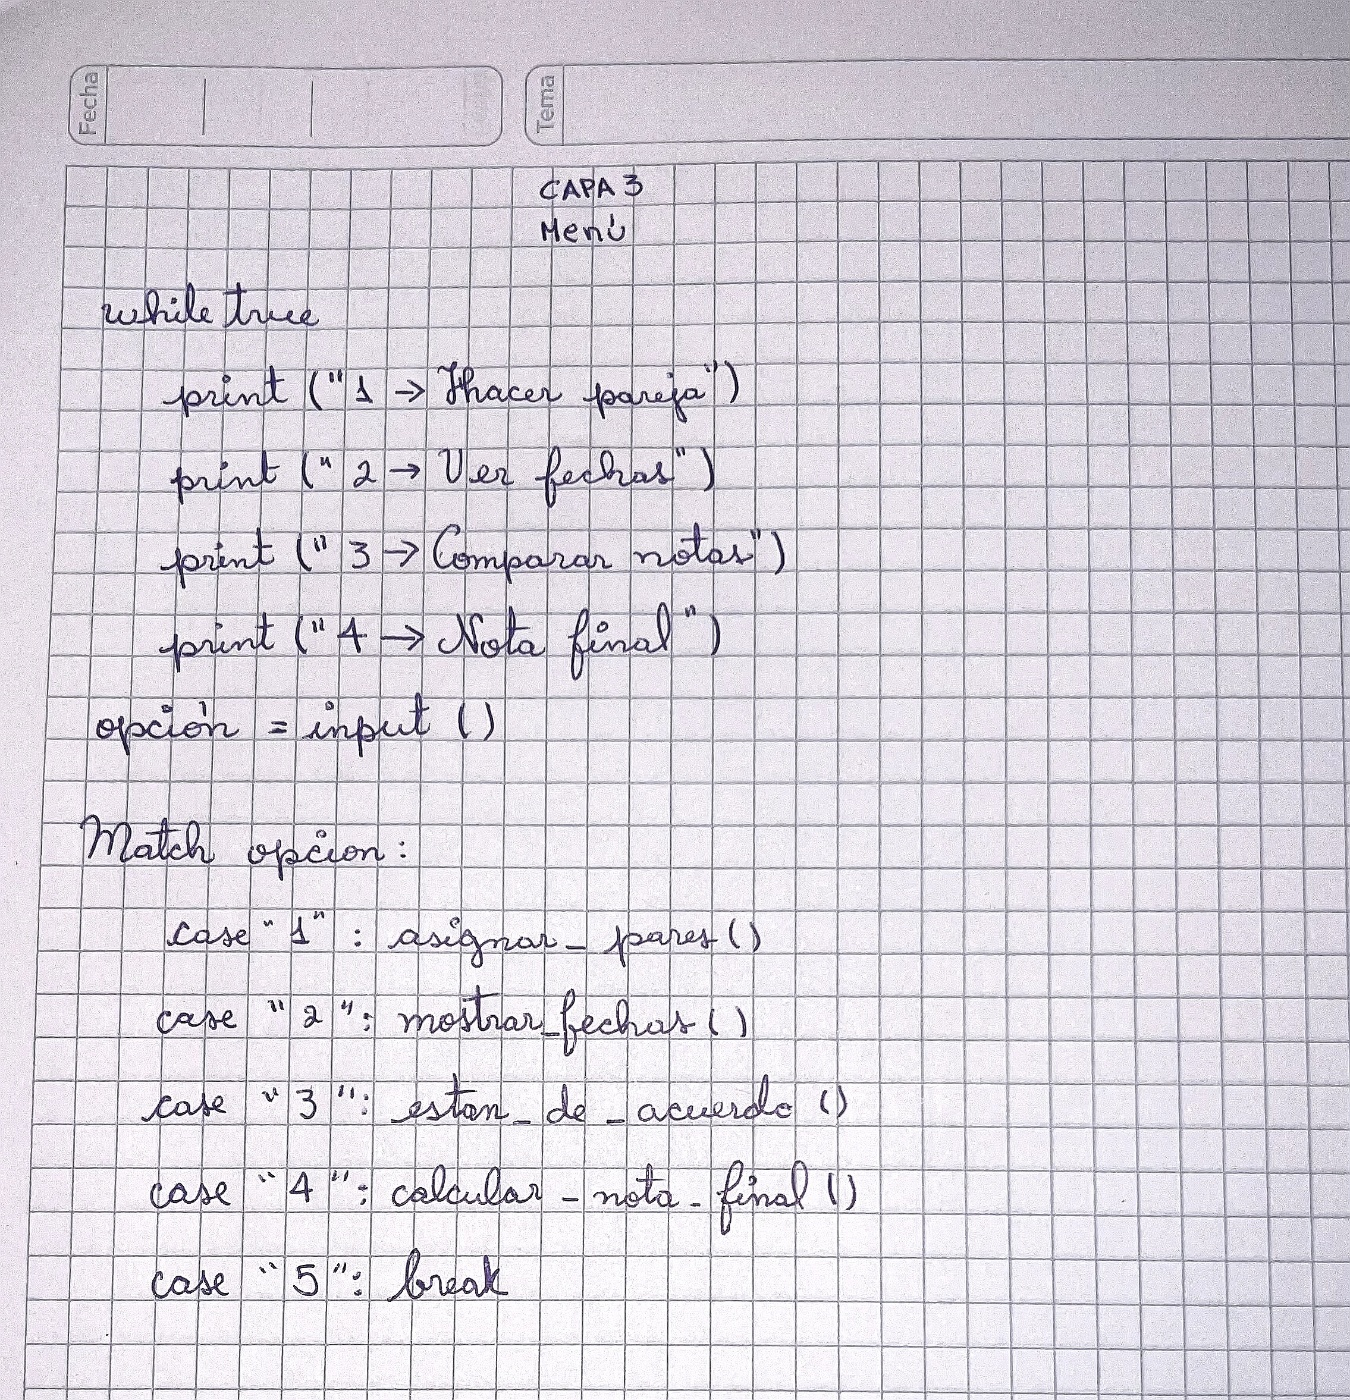 Fecha
Tema
CAPA 3
Menú
while true
print ("1 → Hacer pareja")
print ("2 → Ver fechas")
print ("3 → Comparar notas")
print ("4 → Nota final")
opción = input ()
Match opcion:
case "1": asignar_pares()
case "2": mostrar_fechas()
case "3": estan_de_acuerdo ()
case "4": calcular_nota_final ()
case "5": break